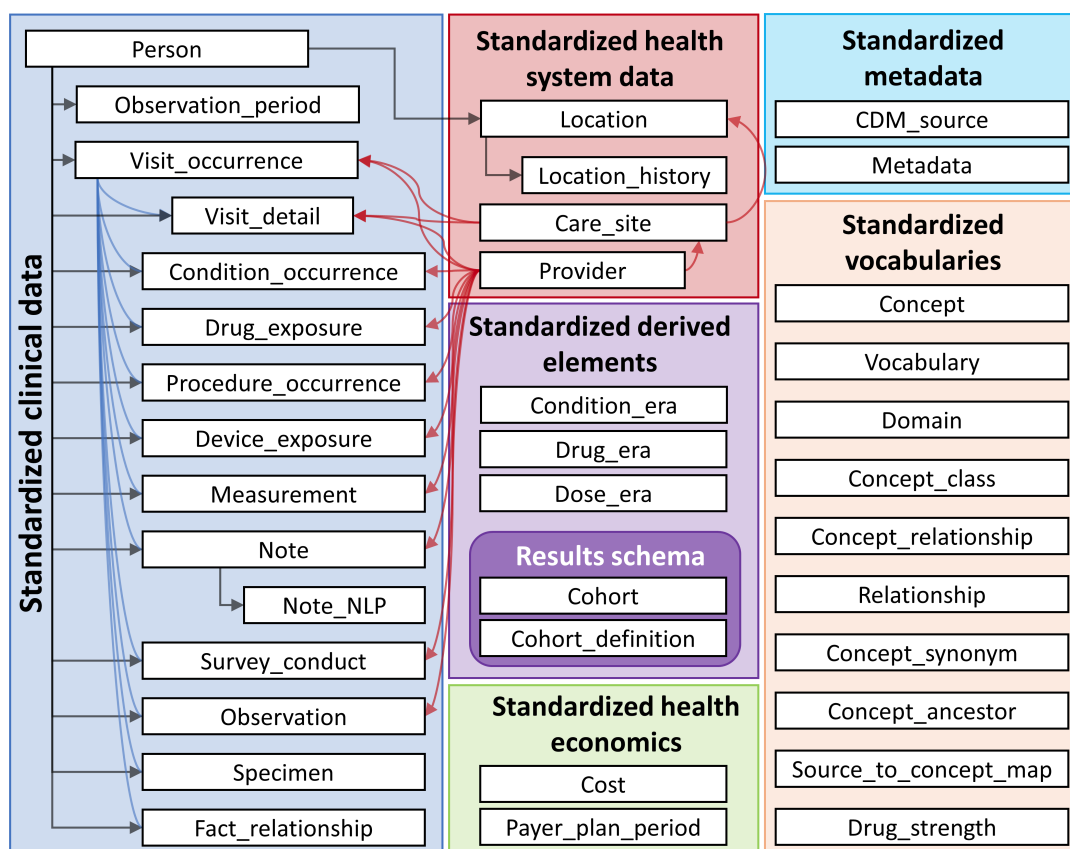 Standardized clinical data
Person
Observation_period
Visit_occurrence
Visit_detail
Condition_occurrence
Drug_exposure
Procedure_occurrence
Device_exposure
Measurement
Note
Note_NLP
Survey_conduct
Observation
Specimen
Fact_relationship
Standardized health
system data
Location
Location_history
Care_site
Provider
Standardized derived
elements
Condition_era
Drug_era
Dose_era
Results schema
Cohort
Cohort_definition
Standardized health
economics
Cost
Payer_plan_period
Standardized
metadata
CDM_source
Metadata
Standardized
vocabularies
Concept
Vocabulary
Domain
Concept_class
Concept_relationship
Relationship
Concept_synonym
Concept_ancestor
Source_to_concept_map
Drug_strength